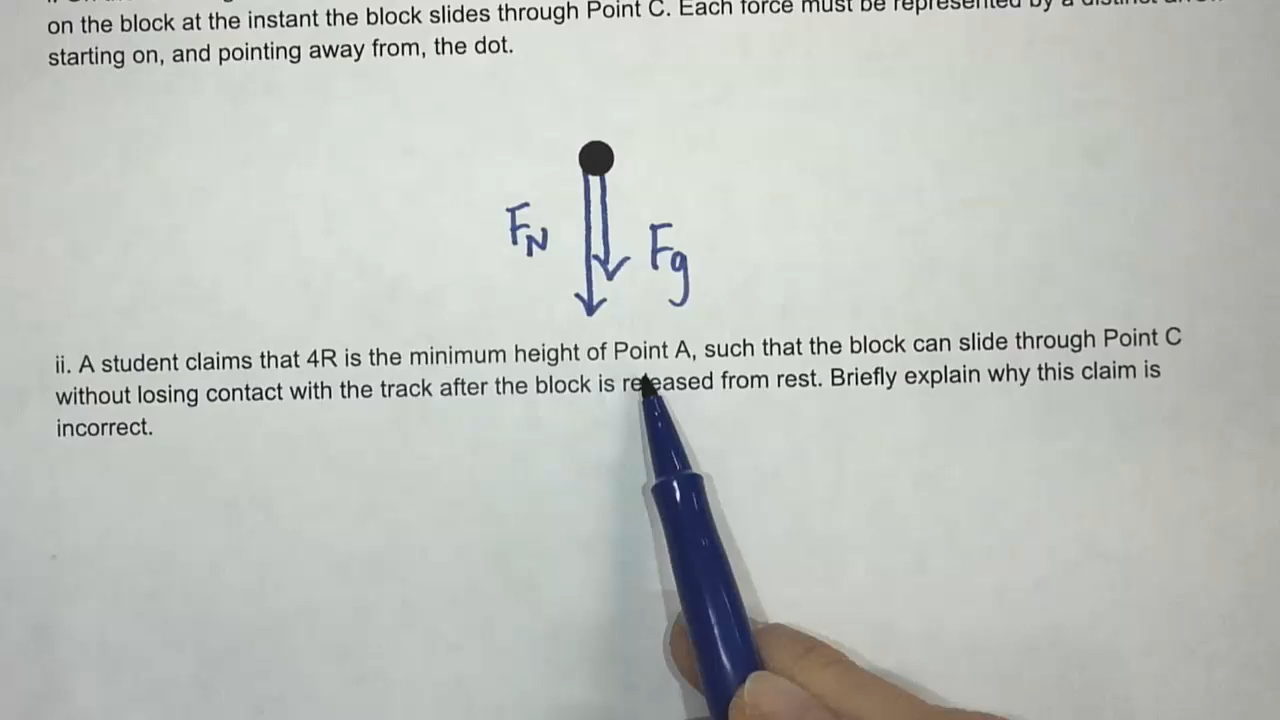 on the block at the instant the block slides through Point C. Each force must be represented by a distinct
starting on, and pointing away from, the dot.
FN
Fg
ii. A student claims that 4R is the minimum height of Point A, such that the block can slide through Point C
without losing contact with the track after the block is released from rest. Briefly explain why this claim is
incorrect.